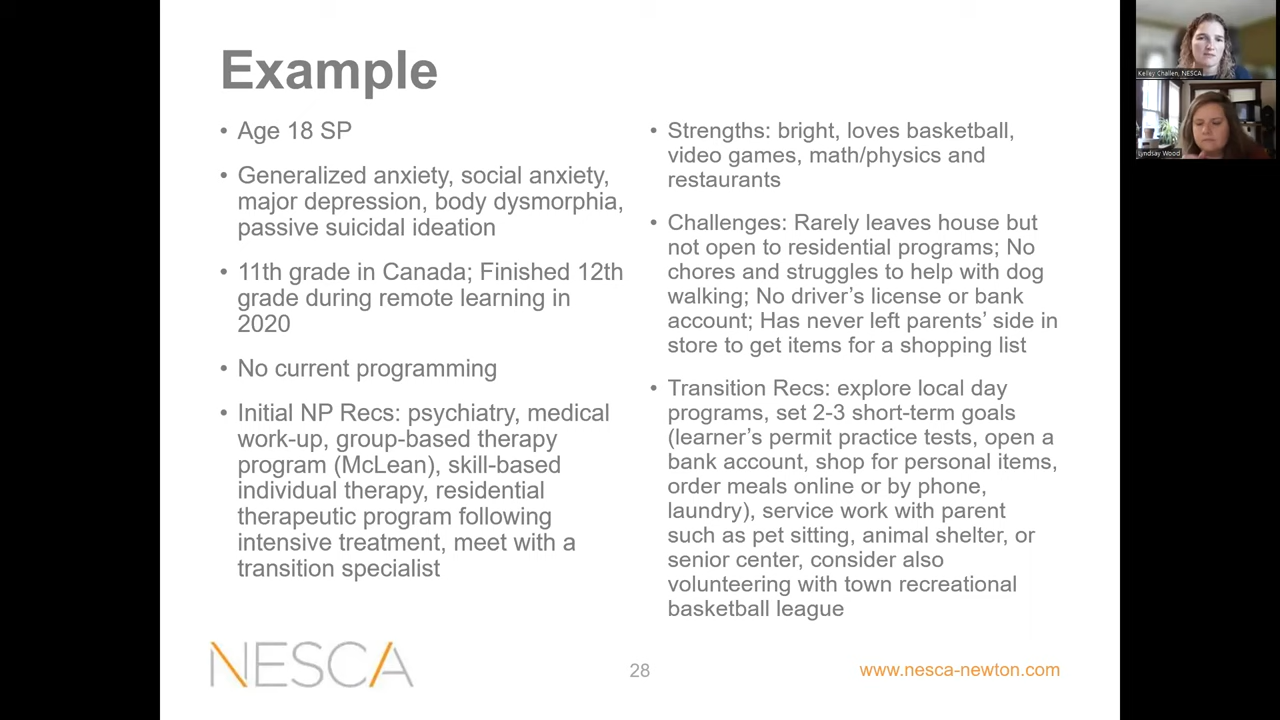 Example
• Age 18 SP
• Generalized anxiety, social anxiety,
major depression, body dysmorphia,
passive suicidal ideation
• 11th grade in Canada; Finished 12th
grade during remote learning in
2020
• No current programming
• Initial NP Recs: psychiatry, medical
work-up, group-based therapy
program (McLean), skill-based
individual therapy, residential
therapeutic program following
intensive treatment, meet with a
transition specialist
• Strengths: bright, loves basketball,
video games, math/physics and
restaurants
• Challenges: Rarely leaves house but
not open to residential programs; No
chores and struggles to help with dog
walking; No driver’s license or bank
account; Has never left parents’ side in
store to get items for a shopping list
• Transition Recs: explore local day
programs, set 2-3 short-term goals
(learner’s permit practice tests, open a
bank account, shop for personal items,
order meals online or by phone,
laundry), service work with parent
such as pet sitting, animal shelter, or
senior center, consider also
volunteering with town recreational
basketball league
NESCA
28
www.nesca-newton.com
Kelley Challen, NESCA
Lyndsay Wood